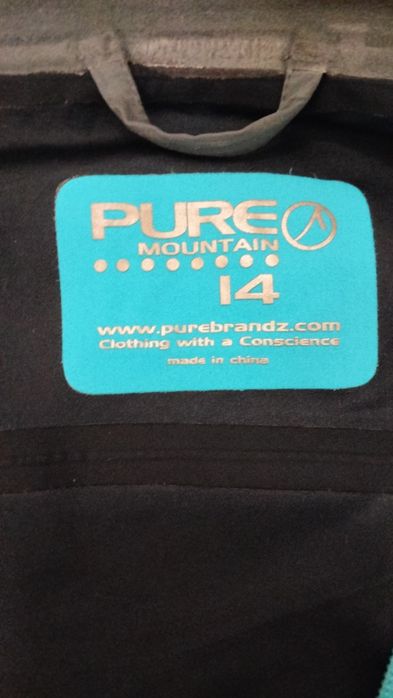 PURE
MOUNTAIN
14
www.purebrandz.com
Clothing with a Conscience
made in china